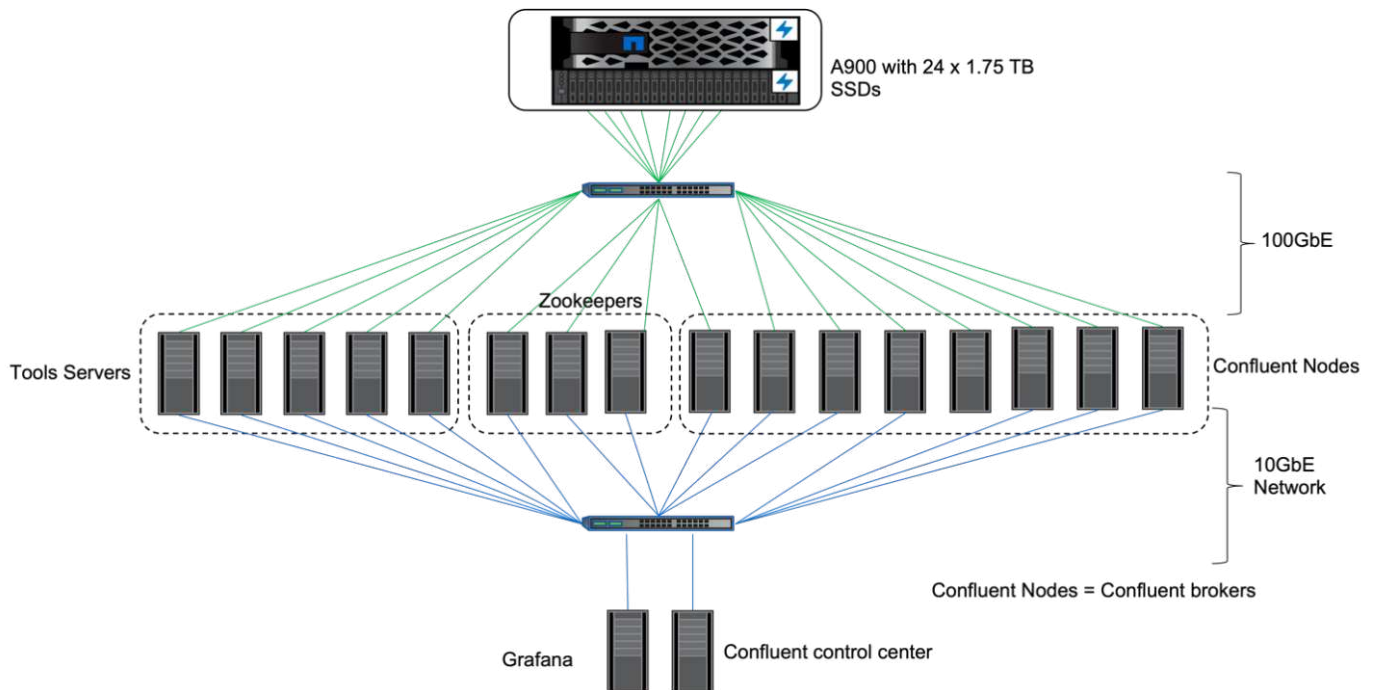 A900 with 24 x 1.75 TB
SSDs
100GbE
Zookeepers
Tools Servers
Confluent Nodes
10GbE
Network
Confluent Nodes = Confluent brokers
Grafana
Confluent control center